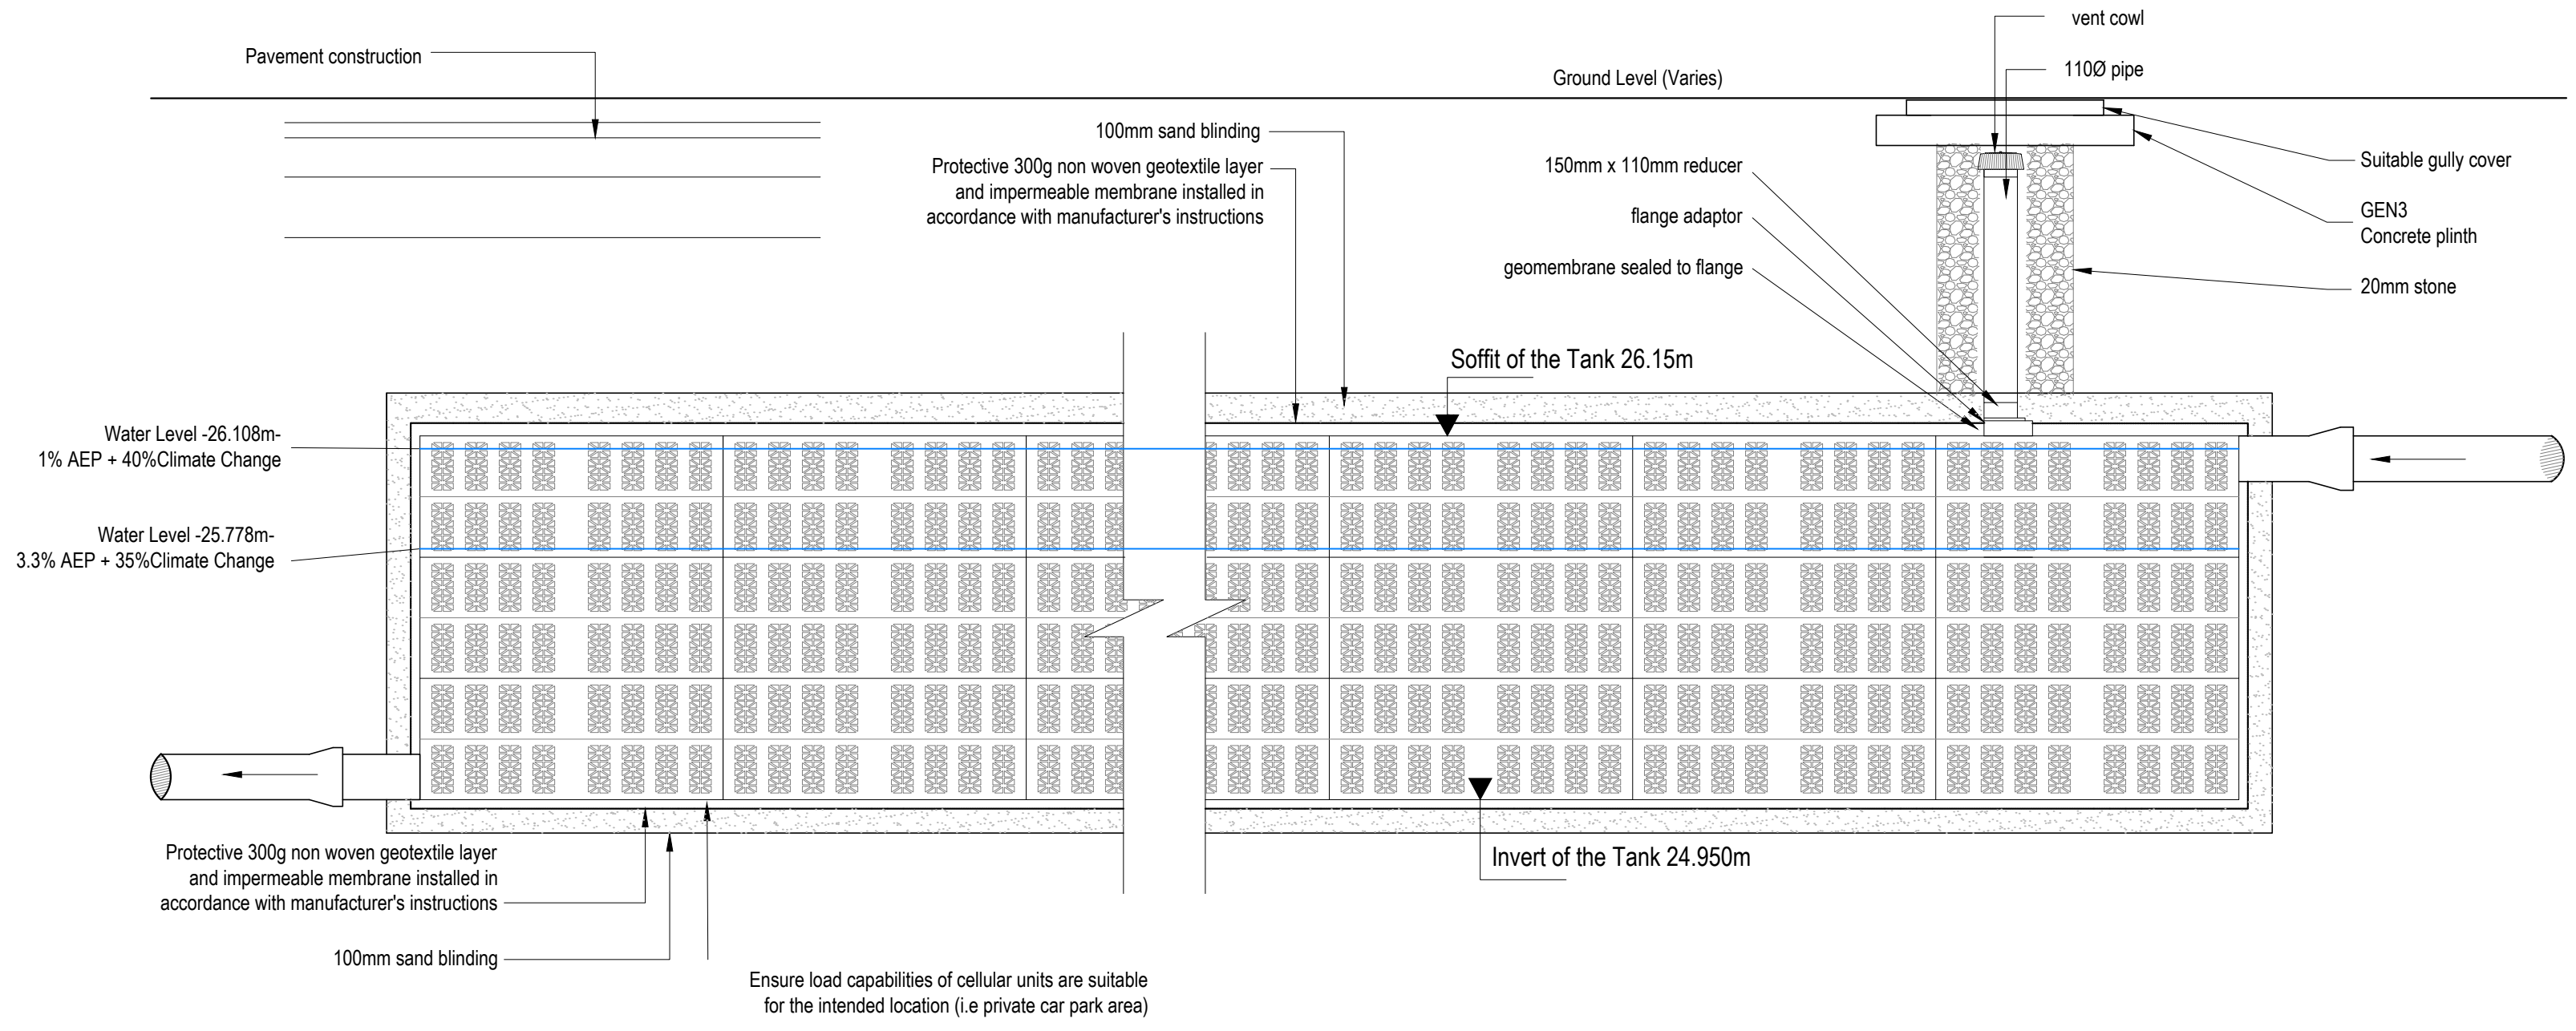 vent cowl
Pavement construction
110Ø pipe
Ground Level (Varies)
100mm sand blinding
Protective 300g non woven geotextile layer
and impermeable membrane installed in
accordance with manufacturer's instructions
150mm x 110mm reducer
flange adaptor
geomembrane sealed to flange
Suitable gully cover
GEN3
Concrete plinth
20mm stone
Soffit of the Tank 26.15m
Water Level -26.108m-
1% AEP + 40%Climate Change
Water Level -25.778m-
3.3% AEP + 35%Climate Change
Invert of the Tank 24.950m
Protective 300g non woven geotextile layer
and impermeable membrane installed in
accordance with manufacturer's instructions
100mm sand blinding
Ensure load capabilities of cellular units are suitable
for the intended location (i.e private car park area)